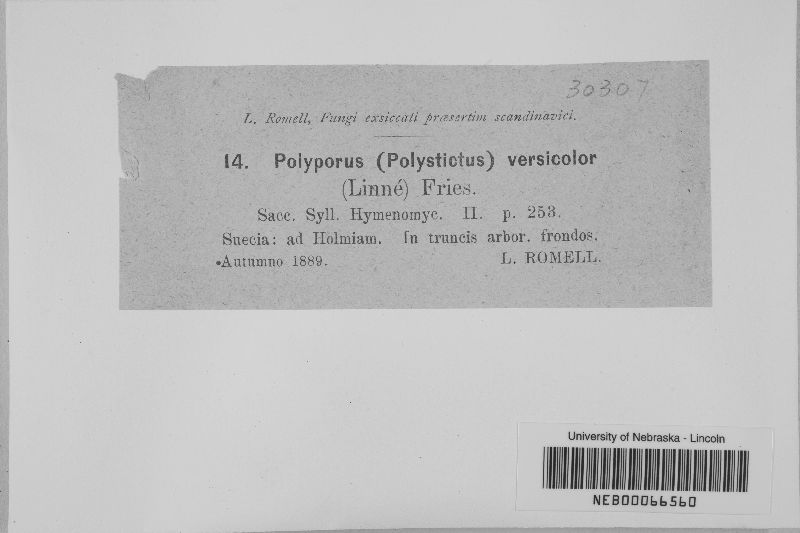 30307
L. Romell, Fungi exsiccati præsertim scandinavici.
14. Polyporus (Polystictus) versicolor
(Linné) Fries.
Sacc. Syll. Hymenomyc. II. p. 253.
Suecia: ad Holmiam. In truncis arbor. frondos.
Autumno 1889. L. ROMELL.
University of Nebraska - Lincoln
NEB00066560